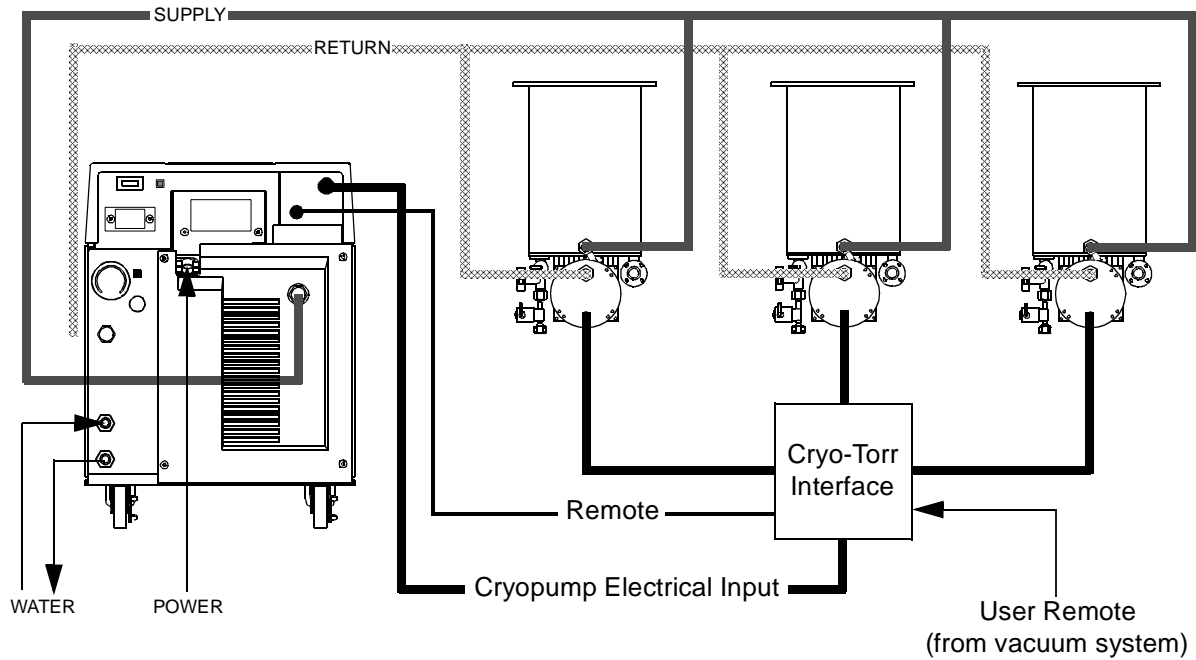 SUPPLY
RETURN
Cryo-Torr
Interface
Remote
Cryopump Electrical Input
WATER
POWER
User Remote
(from vacuum system)